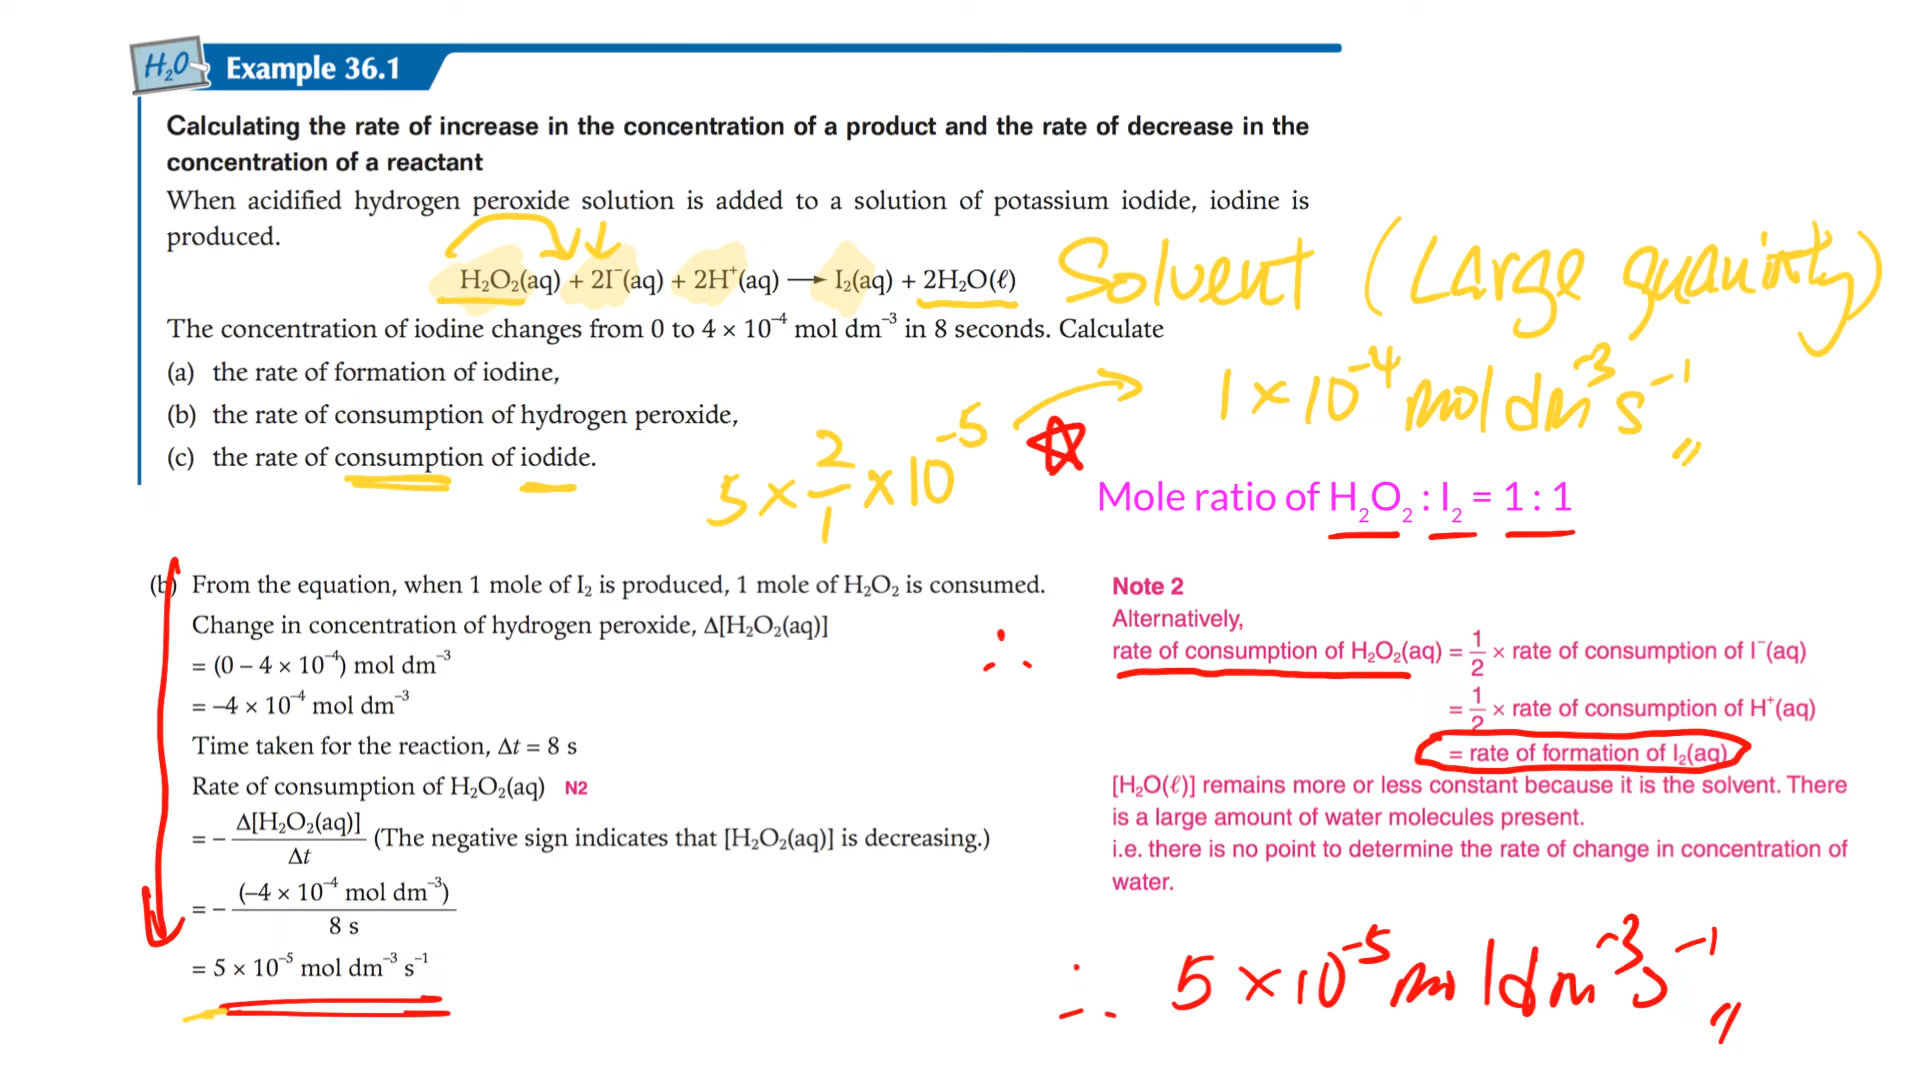 H₂O Example 36.1
Calculating the rate of increase in the concentration of a product and the rate of decrease in the
concentration of a reactant
When acidified hydrogen peroxide solution is added to a solution of potassium iodide, iodine is
produced.
H₂O₂(aq) + 2I⁻(aq) + 2H⁺(aq) ⟶ I₂(aq) + 2H₂O(ℓ)
Solvent (Large quaninty)
The concentration of iodine changes from 0 to 4 × 10⁻⁴ mol dm⁻³ in 8 seconds. Calculate
(a) the rate of formation of iodine,
(b) the rate of consumption of hydrogen peroxide,
(c) the rate of consumption of iodide.
5 × 2/1 × 10⁻⁵
1 × 10⁻⁴ mol dm⁻³ s⁻¹
Mole ratio of H₂O₂ : I₂ = 1 : 1
(b) From the equation, when 1 mole of I₂ is produced, 1 mole of H₂O₂ is consumed.
Change in concentration of hydrogen peroxide, Δ[H₂O₂(aq)]
= (0 – 4 × 10⁻⁴) mol dm⁻³
= –4 × 10⁻⁴ mol dm⁻³
Time taken for the reaction, Δt = 8 s
Rate of consumption of H₂O₂(aq) N2
= – Δ[H₂O₂(aq)] / Δt (The negative sign indicates that [H₂O₂(aq)] is decreasing.)
= – (–4 × 10⁻⁴ mol dm⁻³) / 8 s
= 5 × 10⁻⁵ mol dm⁻³ s⁻¹
Note 2
Alternatively,
∴ rate of consumption of H₂O₂(aq) = 1/2 × rate of consumption of I⁻(aq)
= 1/2 × rate of consumption of H⁺(aq)
= rate of formation of I₂(aq)
[H₂O(ℓ)] remains more or less constant because it is the solvent. There
is a large amount of water molecules present.
i.e. there is no point to determine the rate of change in concentration of
water.
∴ 5 × 10⁻⁵ mol dm⁻³ s⁻¹